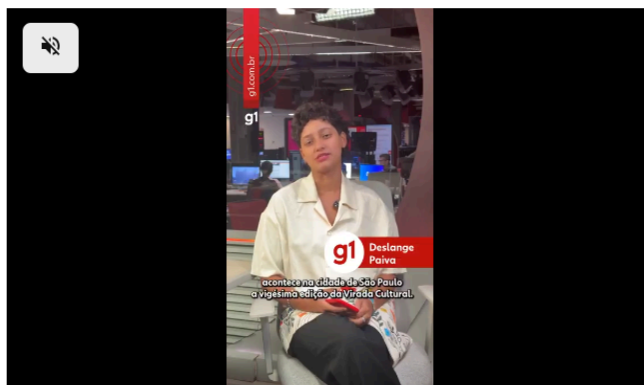 g1.com.br
g1
g1
Deslange
Paiva
acontece na cidade de São Paulo
a vigésima edição da Virada Cultural.